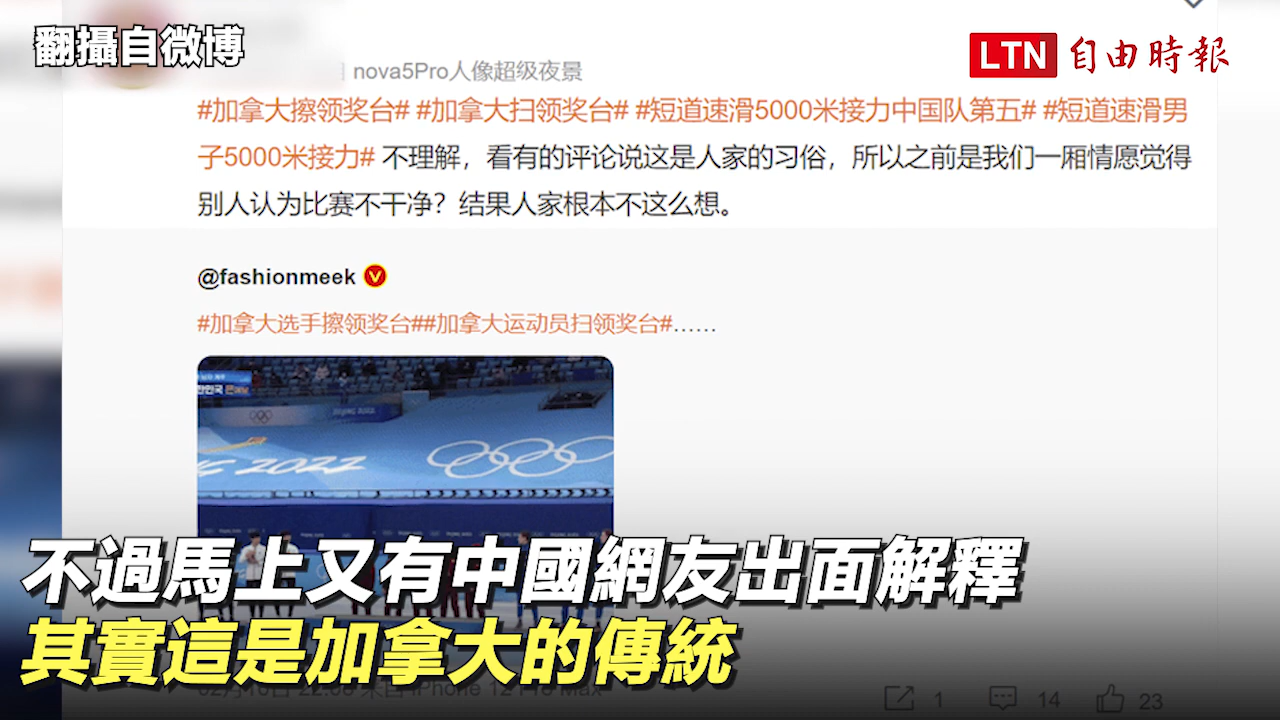 翻攝自微博
LTN 自由時報
nova5Pro人像超级夜景
#加拿大擦领奖台# #加拿大扫领奖台# #短道速滑5000米接力中国队第五# #短道速滑男
子5000米接力# 不理解，看有的评论说这是人家的习俗，所以之前是我们一厢情愿觉得
别人认为比赛不干净？结果人家根本不这么想。
@fashionmeek
#加拿大选手擦领奖台##加拿大运动员扫领奖台#……
2022
不過馬上又有中國網友出面解釋
其實這是加拿大的傳統
1 14 23